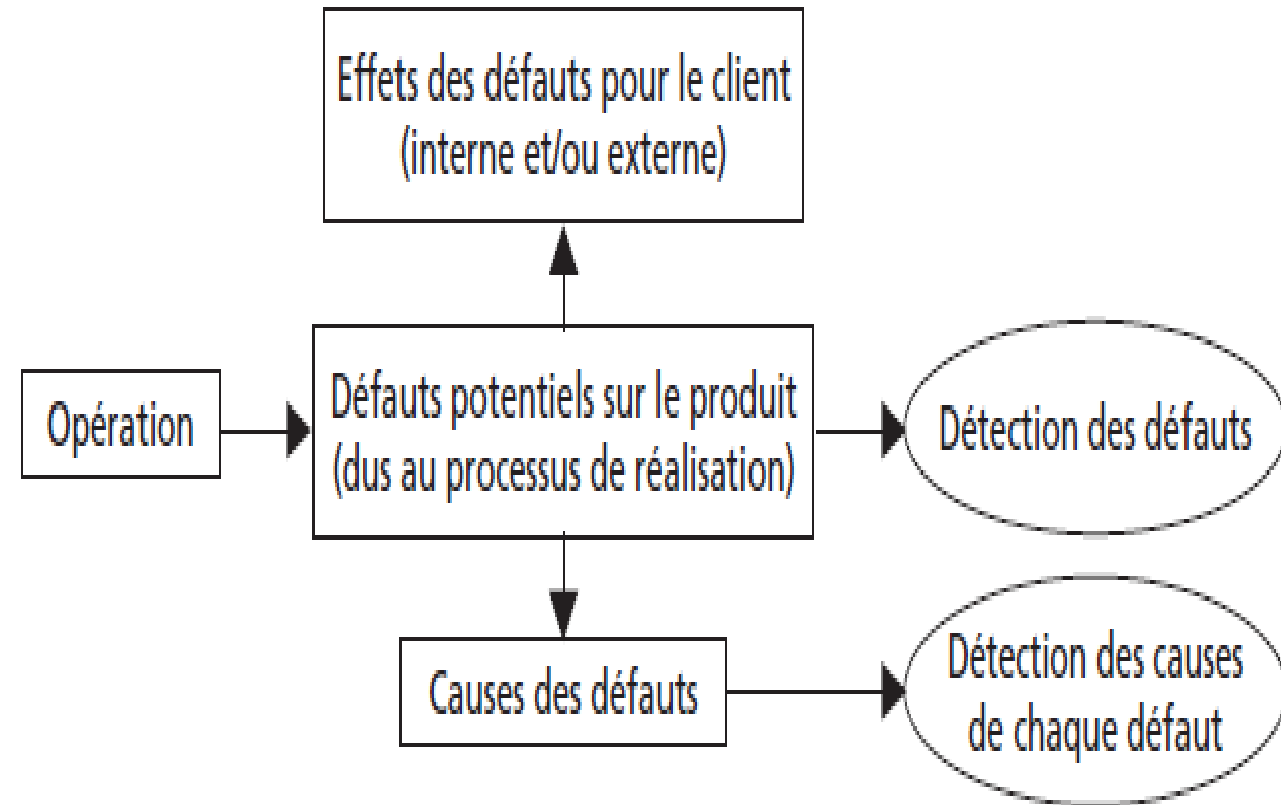 Effets des défauts pour le client
(interne et/ou externe)
Opération
Défauts potentiels sur le produit
(dus au processus de réalisation)
Détection des défauts
Causes des défauts
Détection des causes
de chaque défaut